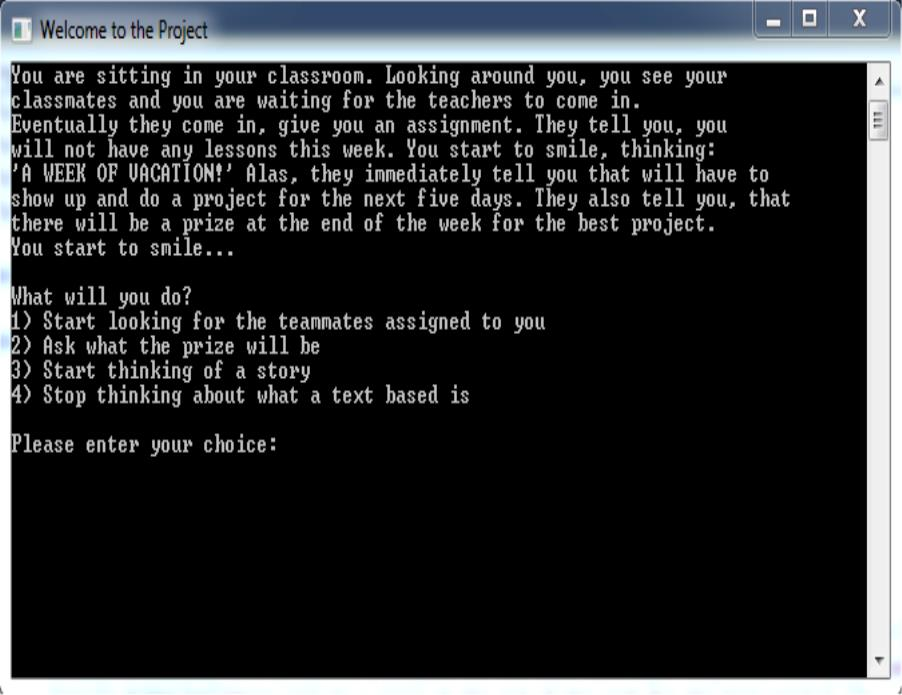 Welcome to the Project
You are sitting in your classroom. Looking around you, you see your
classmates and you are waiting for the teachers to come in.
Eventually they come in, give you an assignment. They tell you, you
will not have any lessons this week. You start to smile, thinking:
'A WEEK OF VACATION!' Alas, they immediately tell you that will have to
show up and do a project for the next five days. They also tell you, that
there will be a prize at the end of the week for the best project.
You start to smile...
What will you do?
1) Start looking for the teammates assigned to you
2) Ask what the prize will be
3) Start thinking of a story
4) Stop thinking about what a text based is
Please enter your choice: